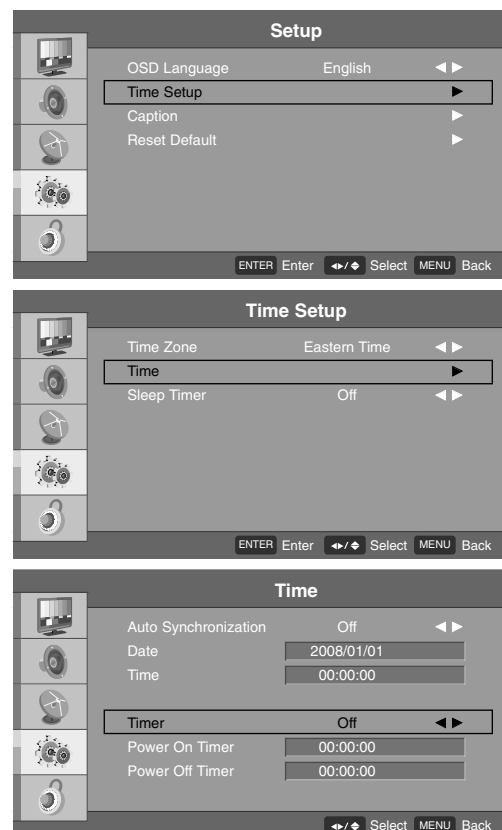 Setup
OSD Language English
Time Setup
Caption
Reset Default
ENTER Enter Select MENU Back
Time Setup
Time Zone Eastern Time
Time
Sleep Timer Off
ENTER Enter Select MENU Back
Time
Auto Synchronization Off
Date 2008/01/01
Time 00:00:00
Timer Off
Power On Timer 00:00:00
Power Off Timer 00:00:00
Select MENU Back